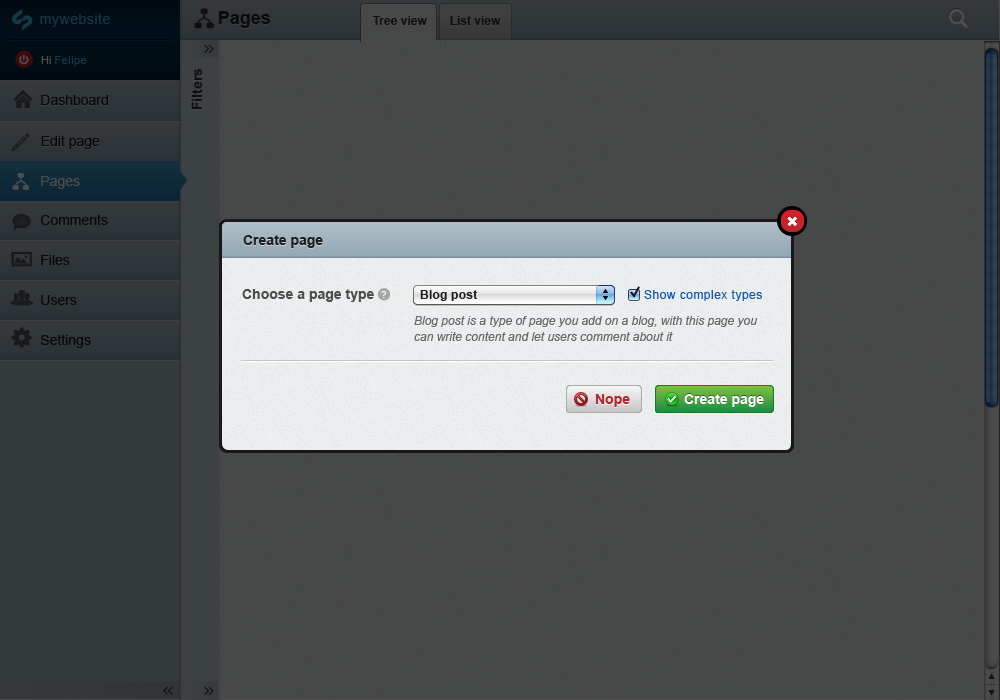 mywebsite
Hi Felipe
Dashboard
Edit page
Pages
Comments
Files
Users
Settings
Pages
Tree view
List view
Filters
Create page
Choose a page type ?
Blog post
Show complex types
Blog post is a type of page you add on a blog, with this page you
can write content and let users comment about it
Nope
Create page